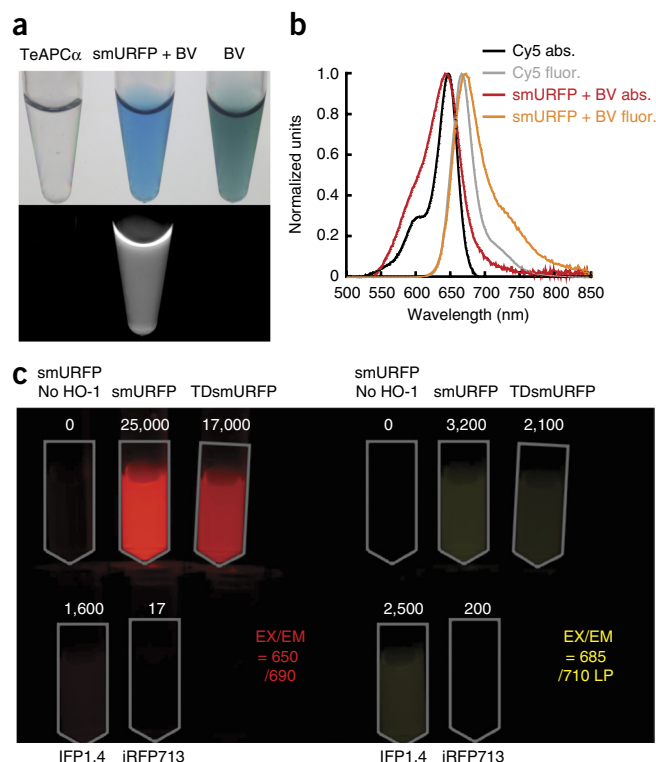 a
TeAPCα smURFP + BV BV
b
Cy5 abs.
Cy5 fluor.
smURFP + BV abs.
smURFP + BV fluor.
Normalized units
1.0
0.8
0.6
0.4
0.2
0
500 550 600 650 700 750 800 850
Wavelength (nm)
c
smURFP
No HO-1 smURFP TDsmURFP
0 25,000 17,000
1,600 17
EX/EM
= 650
/690
IFP1.4 iRFP713
smURFP
No HO-1 smURFP TDsmURFP
0 3,200 2,100
2,500 200
EX/EM
= 685
/710 LP
IFP1.4 iRFP713